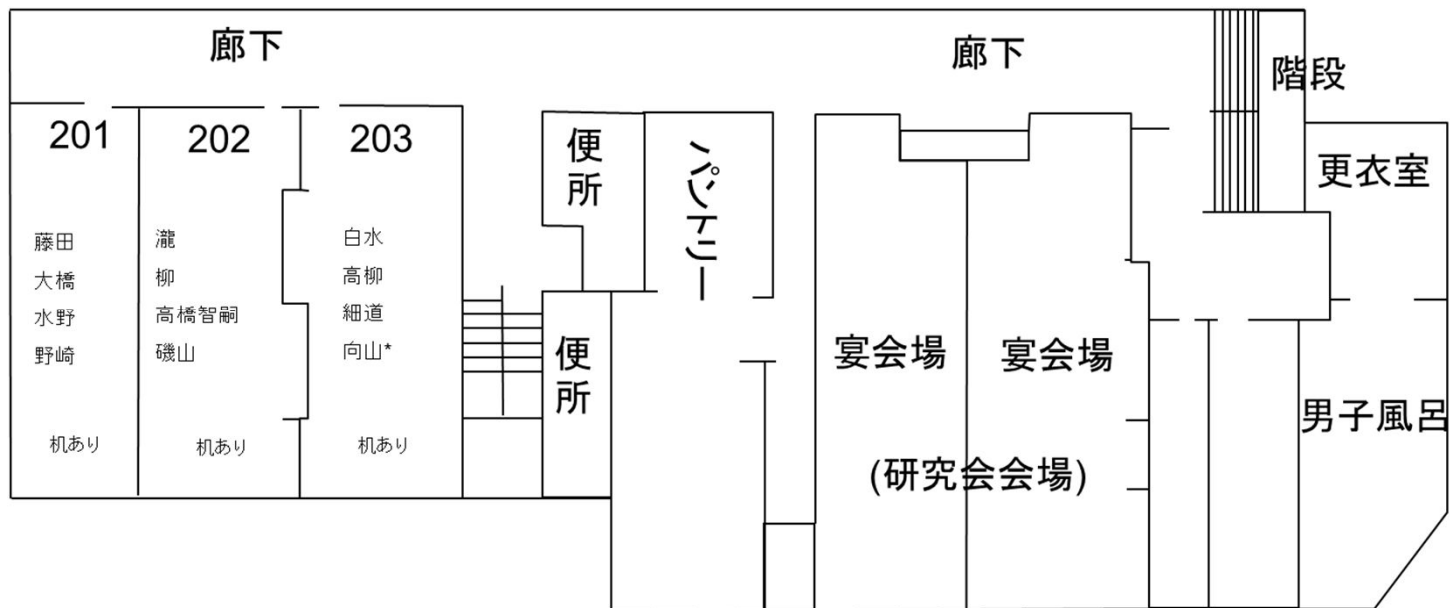 廊下
廊下
階段
201
202
203
便所
パントリー
更衣室
藤田
大橋
水野
野崎
瀧
柳
高橋智嗣
磯山
白水
高柳
細道
向山*
便所
宴会場
宴会場
男子風呂
机あり
机あり
机あり
(研究会会場)